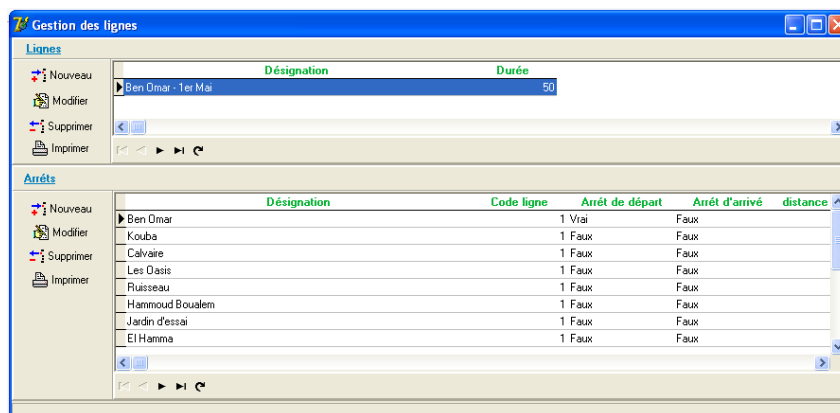 Gestion des lignes
Lignes
Nouveau
Modifier
Supprimer
Imprimer
Désignation Durée
Ben Omar - 1er Mai 50
Arréts
Nouveau
Modifier
Supprimer
Imprimer
Désignation Code ligne Arrét de départ Arrét d'arrivé distance
Ben Omar 1 Vrai Faux
Kouba 1 Faux Faux
Calvaire 1 Faux Faux
Les Oasis 1 Faux Faux
Ruisseau 1 Faux Faux
Hammoud Boualem 1 Faux Faux
Jardin d'essai 1 Faux Faux
El Hamma 1 Faux Faux